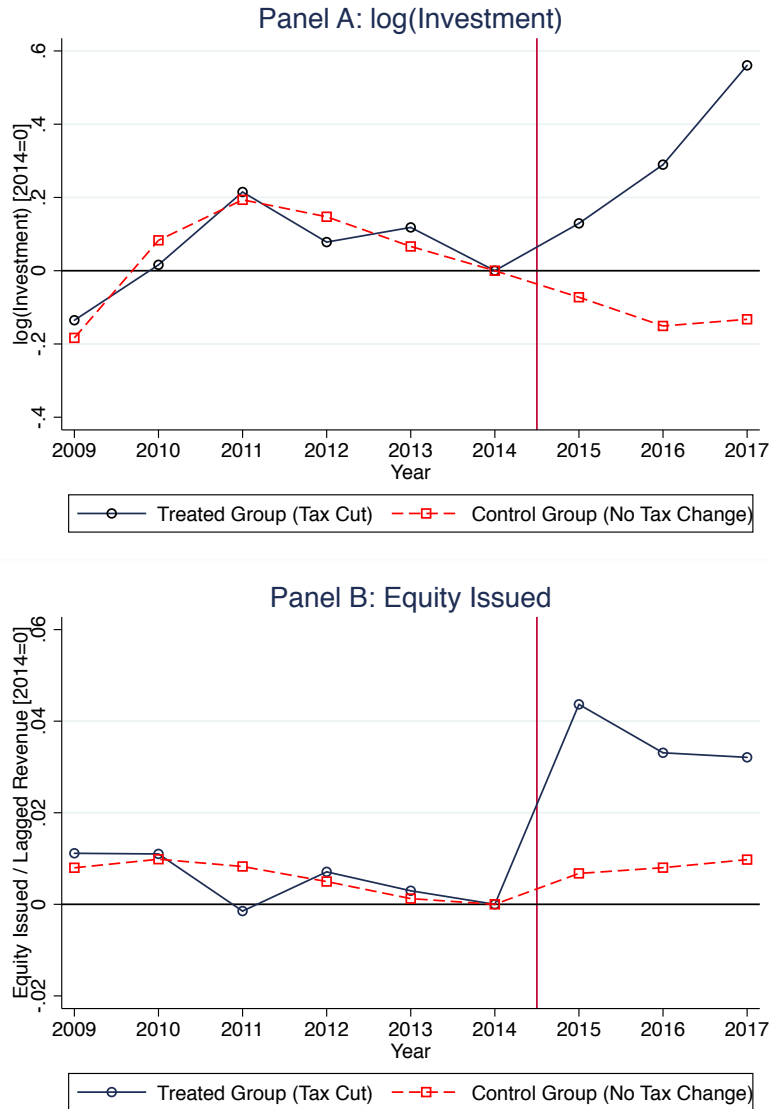 Panel A: log(Investment)
log(Investment) [2014=0]
.6
.4
.2
0
-.2
-.4
2009 2010 2011 2012 2013 2014 2015 2016 2017
Year
Treated Group (Tax Cut) Control Group (No Tax Change)
Panel B: Equity Issued
Equity Issued / Lagged Revenue [2014=0]
.06
.04
.02
0
-.02
2009 2010 2011 2012 2013 2014 2015 2016 2017
Year
Treated Group (Tax Cut) Control Group (No Tax Change)